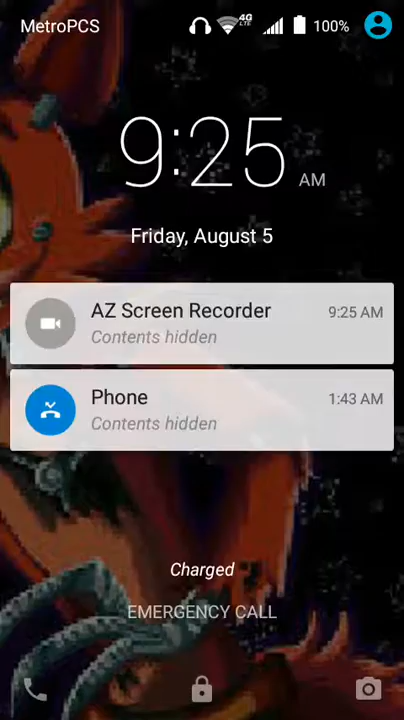 MetroPCS 4G LTE 100%
9:25 AM
Friday, August 5
AZ Screen Recorder 9:25 AM
Contents hidden
Phone 1:43 AM
Contents hidden
Charged
EMERGENCY CALL